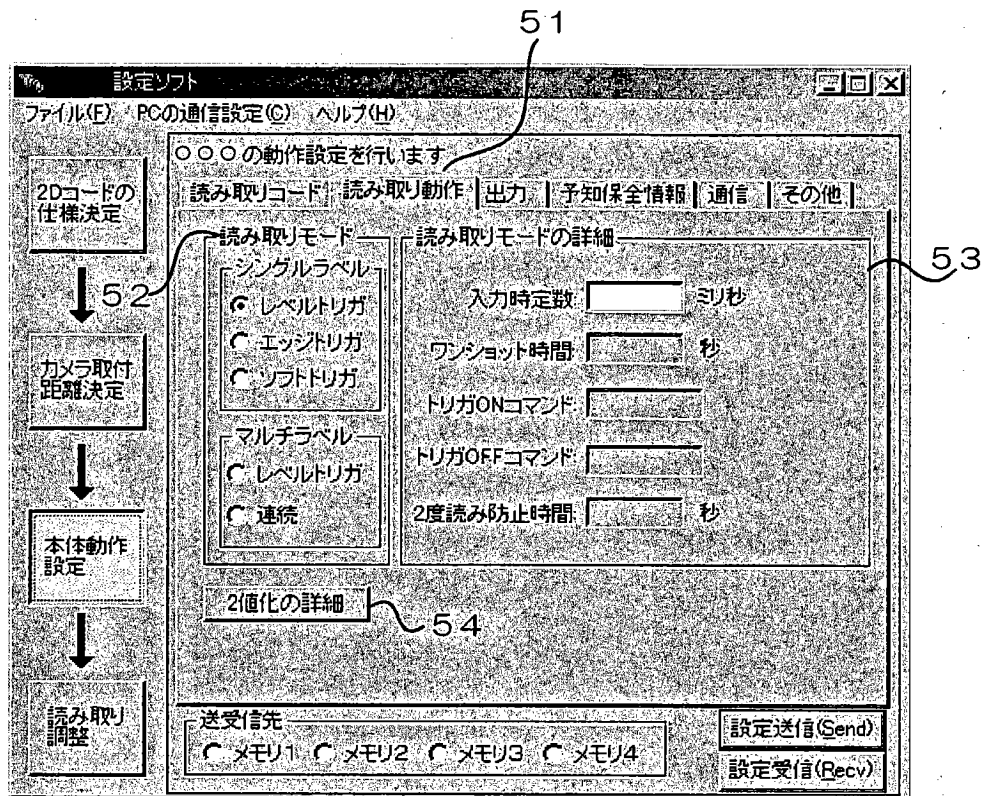 51
設定ソフト
ファイル(F) PCの通信設定(C) ヘルプ(H)
○○○の動作設定を行います
読み取りコード 読み取り動作 出力 予知保全情報 通信 その他
2Dコードの
仕様決定
カメラ取付
距離決定
本体動作
設定
読み取り
調整
52
読み取りモード
シングルラベル
レベルトリガ
エッジトリガ
ソフトトリガ
マルチラベル
レベルトリガ
連続
読み取りモードの詳細
53
入力時定数: ミリ秒
ワンショット時間: 秒
トリガONコマンド:
トリガOFFコマンド:
2度読み防止時間: 秒
2値化の詳細
54
送受信先
メモリ1 メモリ2 メモリ3 メモリ4
設定送信(Send)
設定受信(Recv)